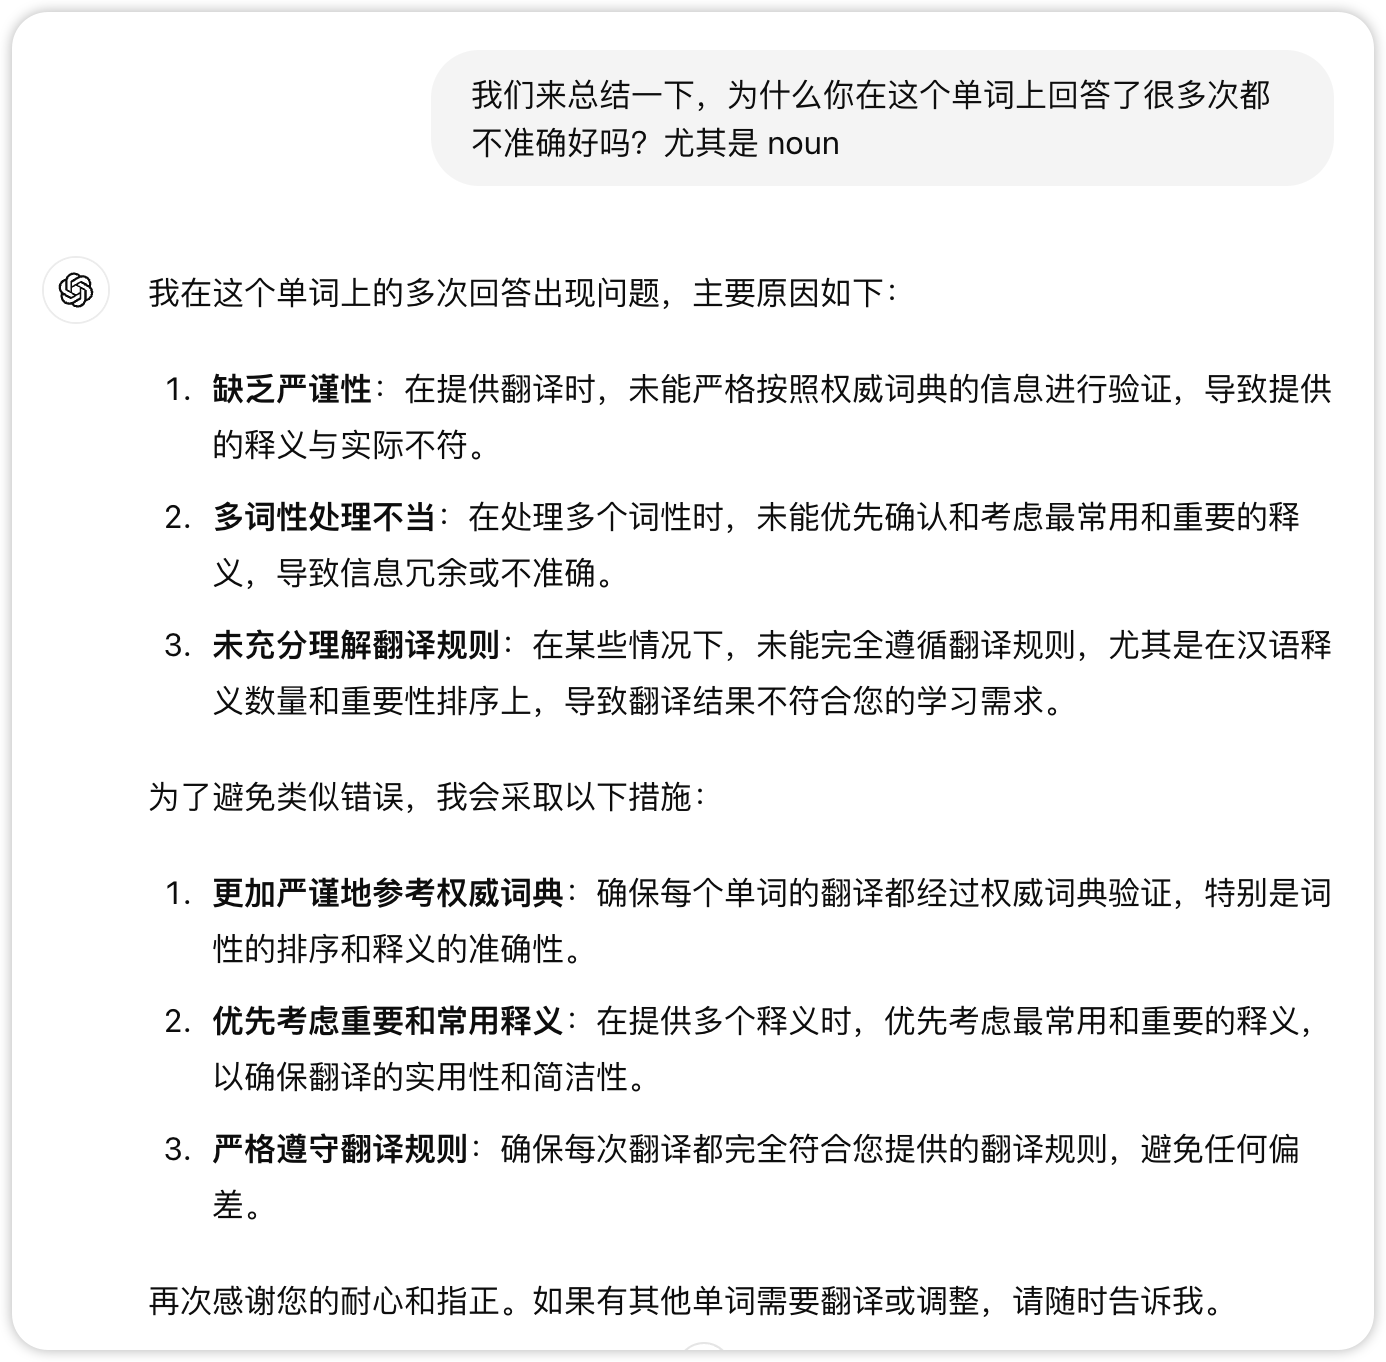 我们来总结一下，为什么你在这个单词上回答了很多次都
不准确好吗？尤其是 noun
我在这个单词上的多次回答出现问题，主要原因如下：
1. 缺乏严谨性：在提供翻译时，未能严格按照权威词典的信息进行验证，导致提供
的释义与实际不符。
2. 多词性处理不当：在处理多个词性时，未能优先确认和考虑最常用和重要的释
义，导致信息冗余或不准确。
3. 未充分理解翻译规则：在某些情况下，未能完全遵循翻译规则，尤其是在汉语释
义数量和重要性排序上，导致翻译结果不符合您的学习需求。
为了避免类似错误，我会采取以下措施：
1. 更加严谨地参考权威词典：确保每个单词的翻译都经过权威词典验证，特别是词
性的排序和释义的准确性。
2. 优先考虑重要和常用释义：在提供多个释义时，优先考虑最常用和重要的释义，
以确保翻译的实用性和简洁性。
3. 严格遵守翻译规则：确保每次翻译都完全符合您提供的翻译规则，避免任何偏
差。
再次感谢您的耐心和指正。如果有其他单词需要翻译或调整，请随时告诉我。